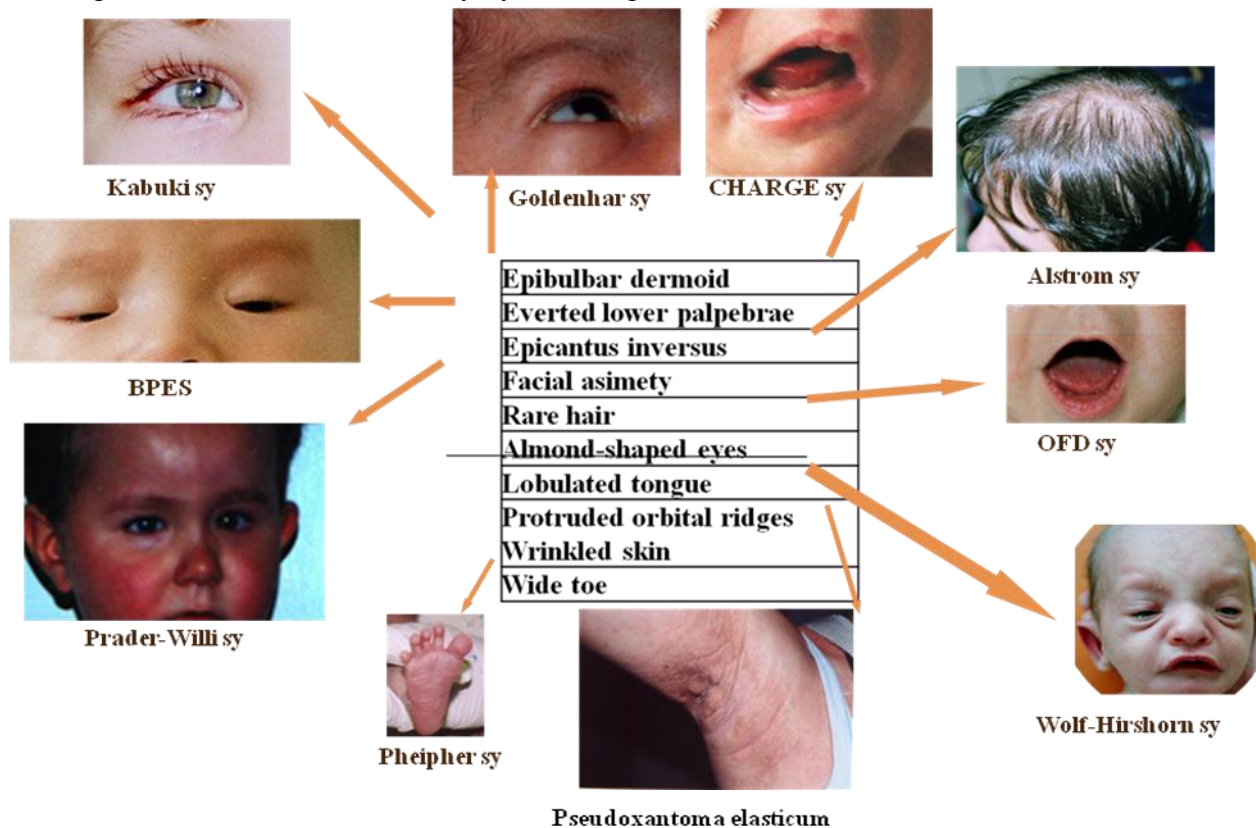 Kabuki sy
Goldenhar sy
CHARGE sy
Alstrom sy
BPES
OFD sy
Prader-Willi sy
Epibulbar dermoid
Everted lower palpebrae
Epicantus inversus
Facial asimety
Rare hair
Almond-shaped eyes
Lobulated tongue
Protruded orbital ridges
Wrinkled skin
Wide toe
Pheipher sy
Wolf-Hirshorn sy
Pseudoxantoma elasticum